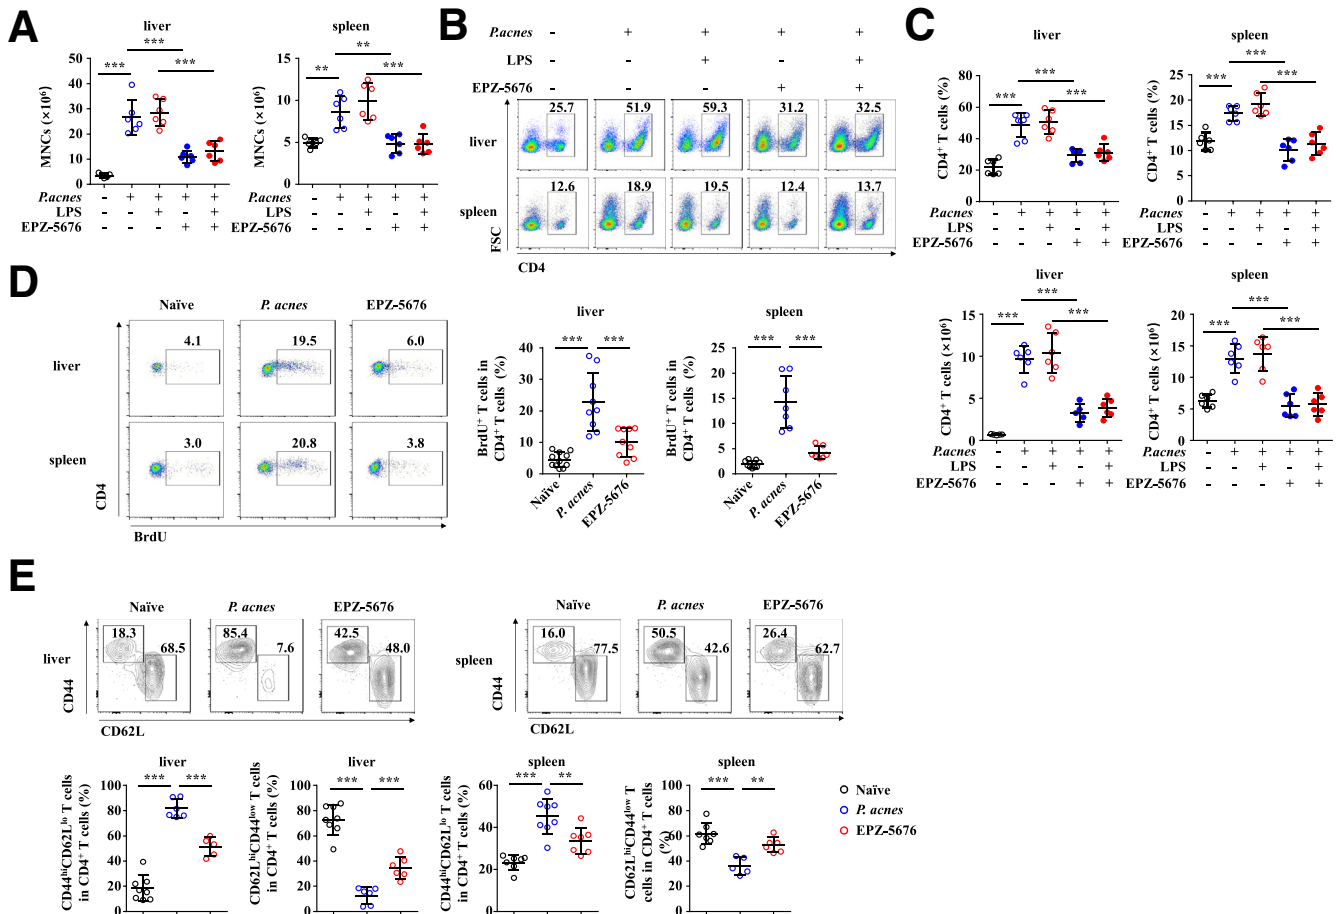 A
liver
spleen
MNCs (×10⁶)
50
40
30
20
10
0
***
***
***
MNCs (×10⁶)
15
10
5
0
**
**
***
P.acnes - + + + + - + + + +
LPS - - + - + - - + - +
EPZ-5676 - - - + + - - - + +
B
P.acnes - + + + +
LPS - - + - +
EPZ-5676 - - - + +
liver
25.7 51.9 59.3 31.2 32.5
spleen
12.6 18.9 19.5 12.4 13.7
FSC
CD4
C
liver
spleen
CD4⁺ T cells (%)
80
60
40
20
0
***
***
***
CD4⁺ T cells (%)
25
20
15
10
5
0
***
***
***
P.acnes - + + + + - + + + +
LPS - - + - + - - + - +
EPZ-5676 - - - + + EPZ-5676 - - - + +
liver
spleen
CD4⁺ T cells (×10⁶)
15
10
5
0
***
***
***
CD4⁺ T cells (×10⁶)
20
15
10
5
0
***
***
***
P.acnes - + + + + P.acnes - + + + +
LPS - - + - + LPS - - + - +
EPZ-5676 - - - + + EPZ-5676 - - - + +
D
Naïve P. acnes EPZ-5676
liver
4.1 19.5 6.0
spleen
3.0 20.8 3.8
CD4
BrdU
liver
BrdU⁺ T cells in
CD4⁺ T cells (%)
40
30
20
10
0
*** ***
Naïve P. acnes EPZ-5676
spleen
BrdU⁺ T cells in
CD4⁺ T cells (%)
25
20
15
10
5
0
*** ***
Naïve P. acnes EPZ-5676
E
Naïve P. acnes EPZ-5676
liver
18.3 68.5 85.4 7.6 42.5 48.0
CD44
CD62L
Naïve P. acnes EPZ-5676
spleen
16.0 77.5 50.5 42.6 26.4 62.7
CD44
CD62L
liver
CD44ʰⁱCD62Lˡᵒ T cells
in CD4⁺ T cells (%)
100
80
60
40
20
0
*** ***
liver
CD62LʰⁱCD44ˡᵒʷ T cells
in CD4⁺ T cells (%)
100
80
60
40
20
0
*** ***
spleen
CD44ʰⁱCD62Lˡᵒ T cells
in CD4⁺ T cells (%)
60
40
20
0
*** **
spleen
CD62LʰⁱCD44ˡᵒʷ T
cells in CD4⁺ T cells
(%)
100
80
60
40
20
0
*** **
Naïve
P. acnes
EPZ-5676